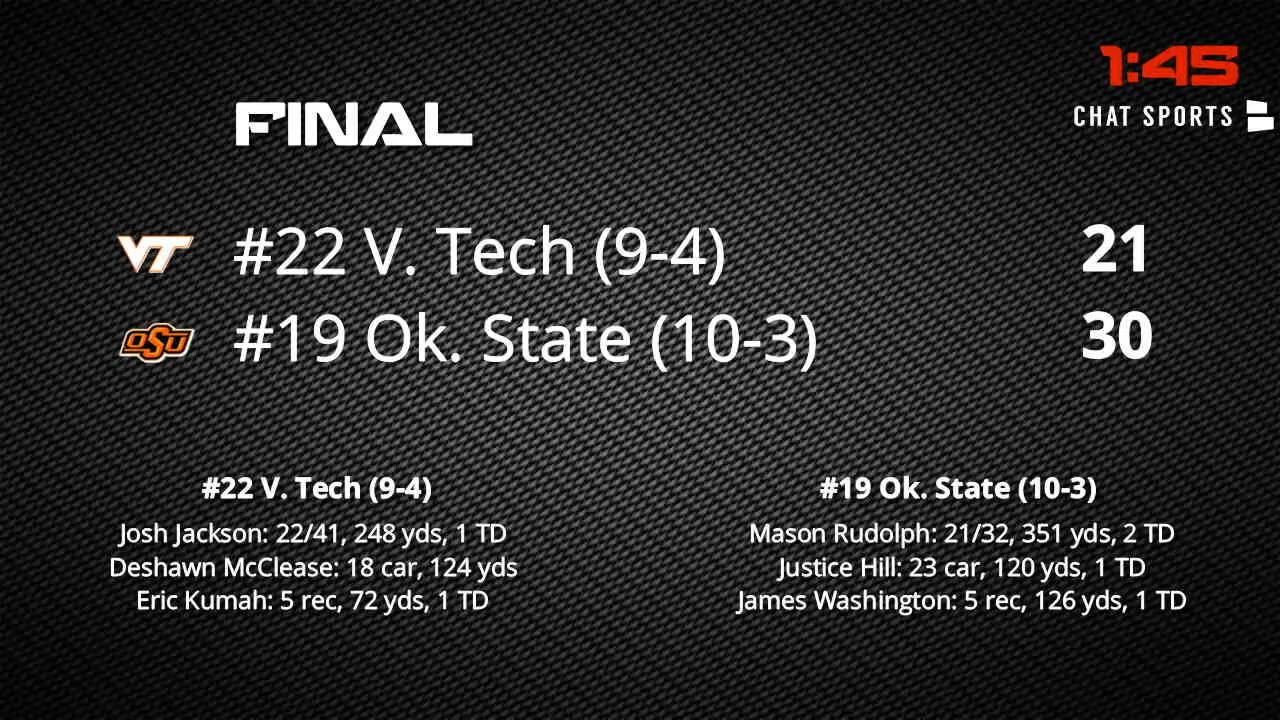 1:45
CHAT SPORTS
FINAL
VT #22 V. Tech (9-4) 21
OSU #19 Ok. State (10-3) 30
#22 V. Tech (9-4)
Josh Jackson: 22/41, 248 yds, 1 TD
Deshawn McClease: 18 car, 124 yds
Eric Kumah: 5 rec, 72 yds, 1 TD
#19 Ok. State (10-3)
Mason Rudolph: 21/32, 351 yds, 2 TD
Justice Hill: 23 car, 120 yds, 1 TD
James Washington: 5 rec, 126 yds, 1 TD